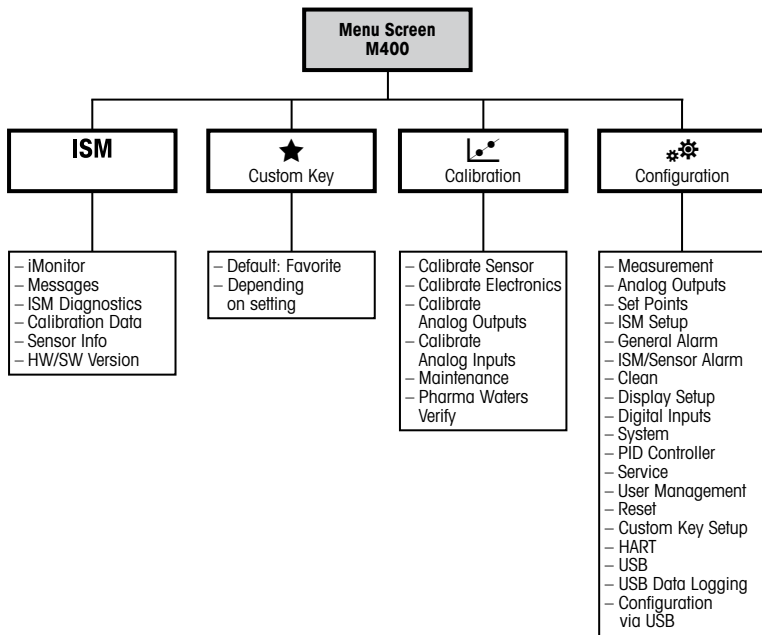 Menu Screen
M400
ISM
Custom Key
Calibration
Configuration
– iMonitor
– Messages
– ISM Diagnostics
– Calibration Data
– Sensor Info
– HW/SW Version
– Default: Favorite
– Depending
on setting
– Calibrate Sensor
– Calibrate Electronics
– Calibrate
Analog Outputs
– Calibrate
Analog Inputs
– Maintenance
– Pharma Waters
Verify
– Measurement
– Analog Outputs
– Set Points
– ISM Setup
– General Alarm
– ISM/Sensor Alarm
– Clean
– Display Setup
– Digital Inputs
– System
– PID Controller
– Service
– User Management
– Reset
– Custom Key Setup
– HART
– USB
– USB Data Logging
– Configuration
via USB